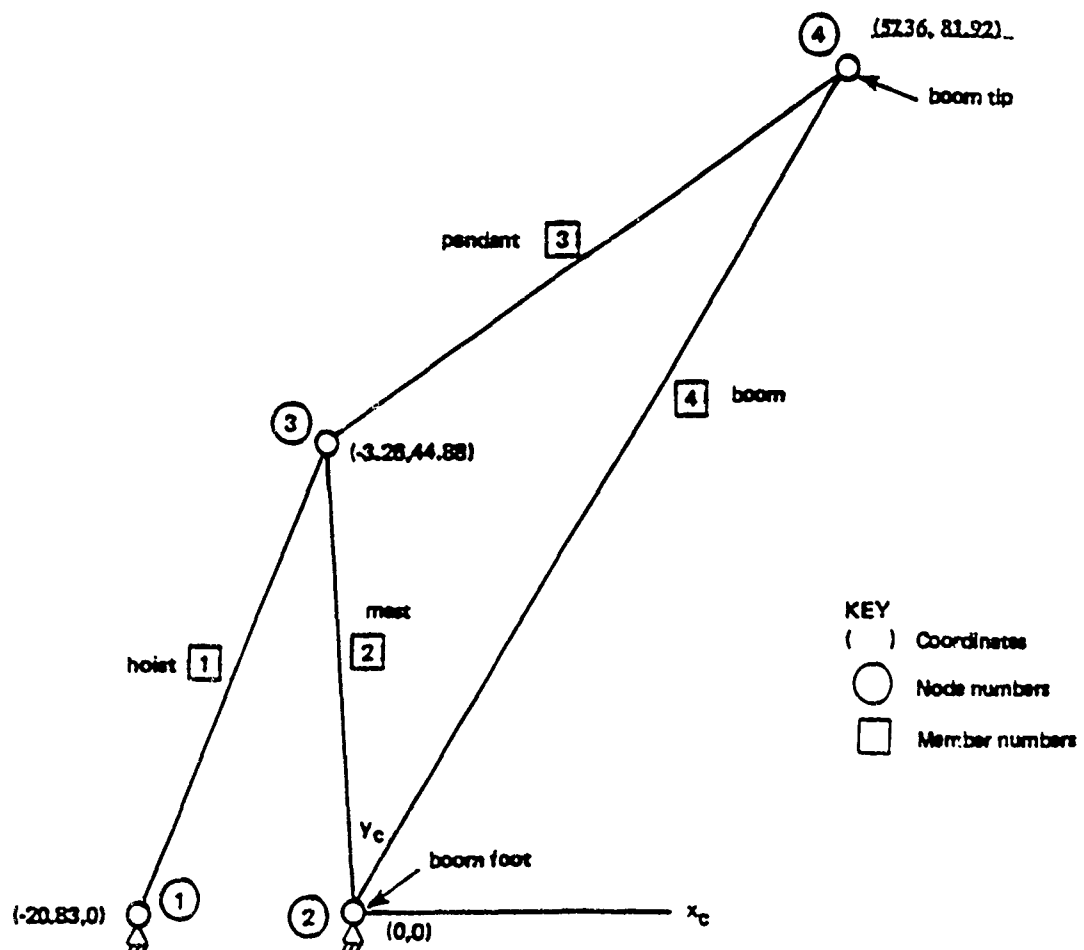 4
(57.36, 81.92)
boom tip
pendant 3
4 boom
3
(-3.26,44.88)
mast
2
hoist 1
KEY
( ) Coordinates
Node numbers
Member numbers
Yc
boom foot
(-20.83,0)
1
2
(0,0)
xc